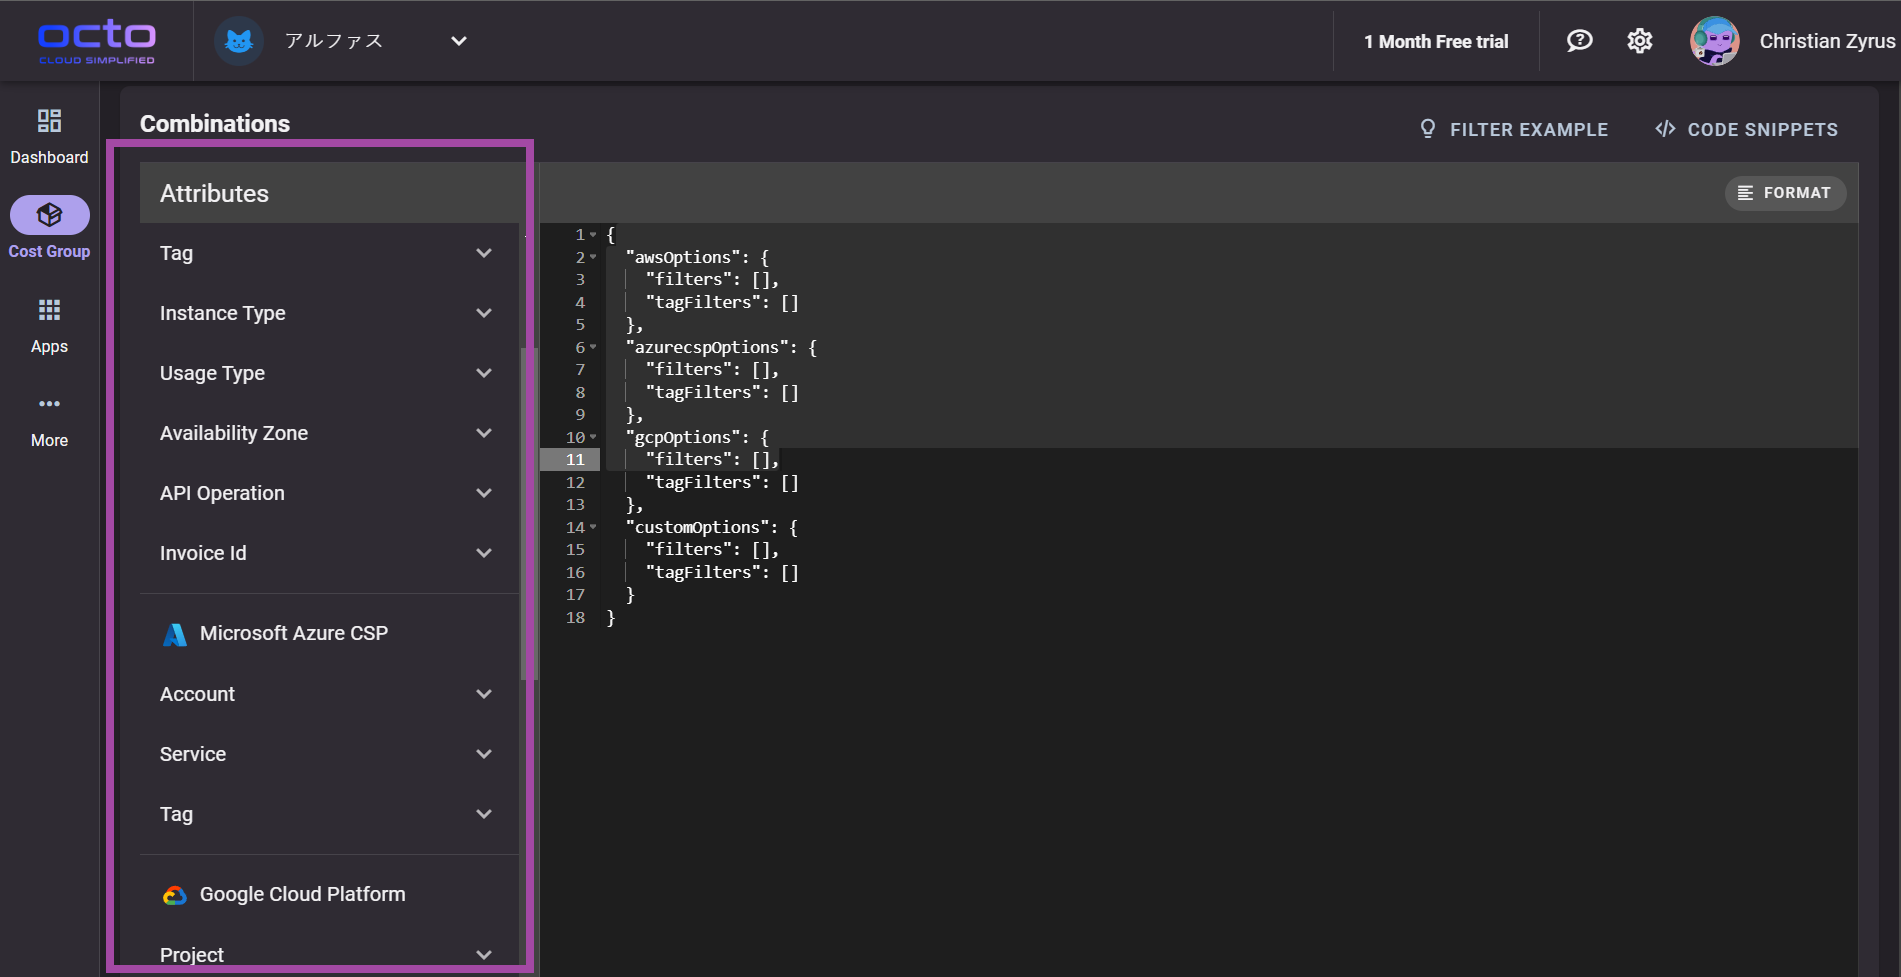 octo
CLOUD SIMPLIFIED
アルファス
1 Month Free trial
Christian Zyrus
Dashboard
Cost Group
Apps
More
Combinations
FILTER EXAMPLE
</> CODE SNIPPETS
Attributes
FORMAT
Tag
Instance Type
Usage Type
Availability Zone
API Operation
Invoice Id
Microsoft Azure CSP
Account
Service
Tag
Google Cloud Platform
Project
1 {
2 "awsOptions": {
3 "filters": [],
4 "tagFilters": []
5 },
6 "azurecspOptions": {
7 "filters": [],
8 "tagFilters": []
9 },
10 "gcpOptions": {
11 "filters": [],
12 "tagFilters": []
13 },
14 "customOptions": {
15 "filters": [],
16 "tagFilters": []
17 }
18 }